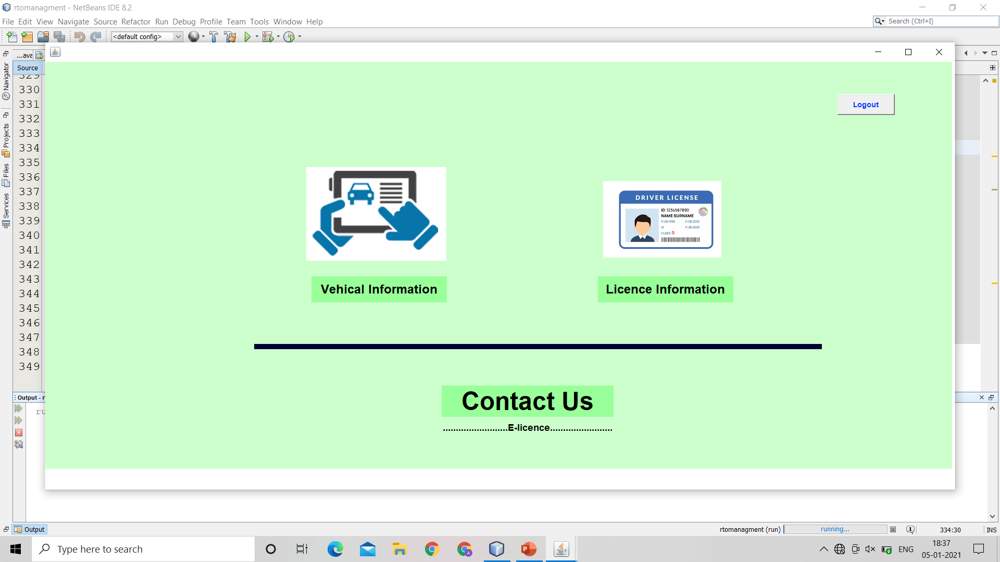 rtomanagment - NetBeans IDE 8.2
File Edit View Navigate Source Refactor Run Debug Profile Team Tools Window Help
Search (Ctrl+I)
<default config>
...ava
Source
Navigator
Projects
Files
Services
329
330
331
332
333
334
335
336
337
338
339
340
341
342
343
344
345
346
347
348
349
Logout
DRIVER LICENSE
ID 1234567890
NAME SURNAME
11.08.1990 11.08.2020
M 11.08.2030
CLASS B
Vehical Information
Licence Information
Contact Us
.........................E-licence........................
Output - r
ru
Output
rtomanagment (run)
running...
1
334:30
INS
Type here to search
ENG
18:37
05-01-2021